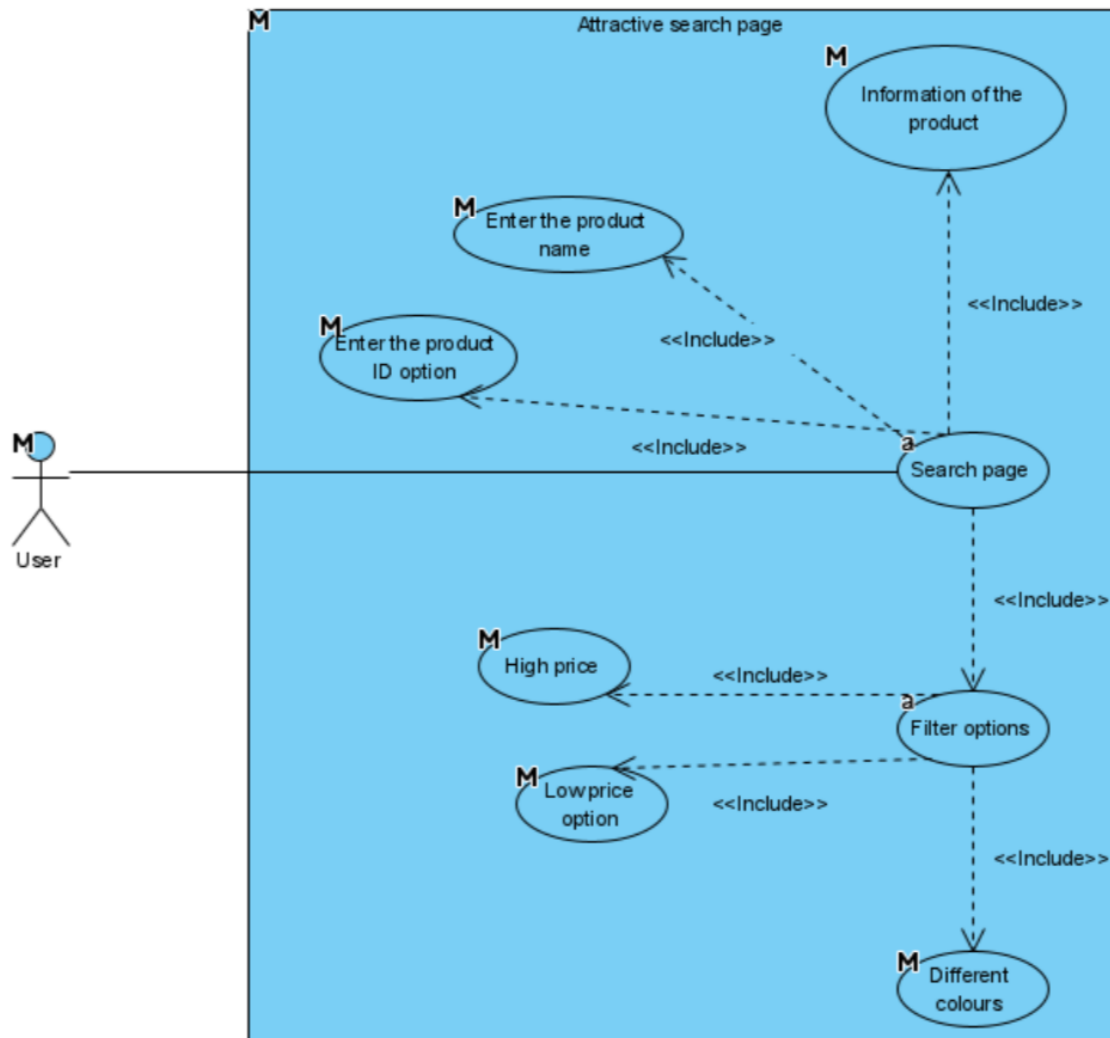 M
Attractive search page
M
Information of the
product
M
Enter the product
name
<<Include>>
M
Enter the product
ID option
<<Include>>
<<Include>>
M
User
a
Search page
<<Include>>
M
High price
<<Include>>
a
Filter options
M
Low price
option
<<Include>>
<<Include>>
M
Different
colours